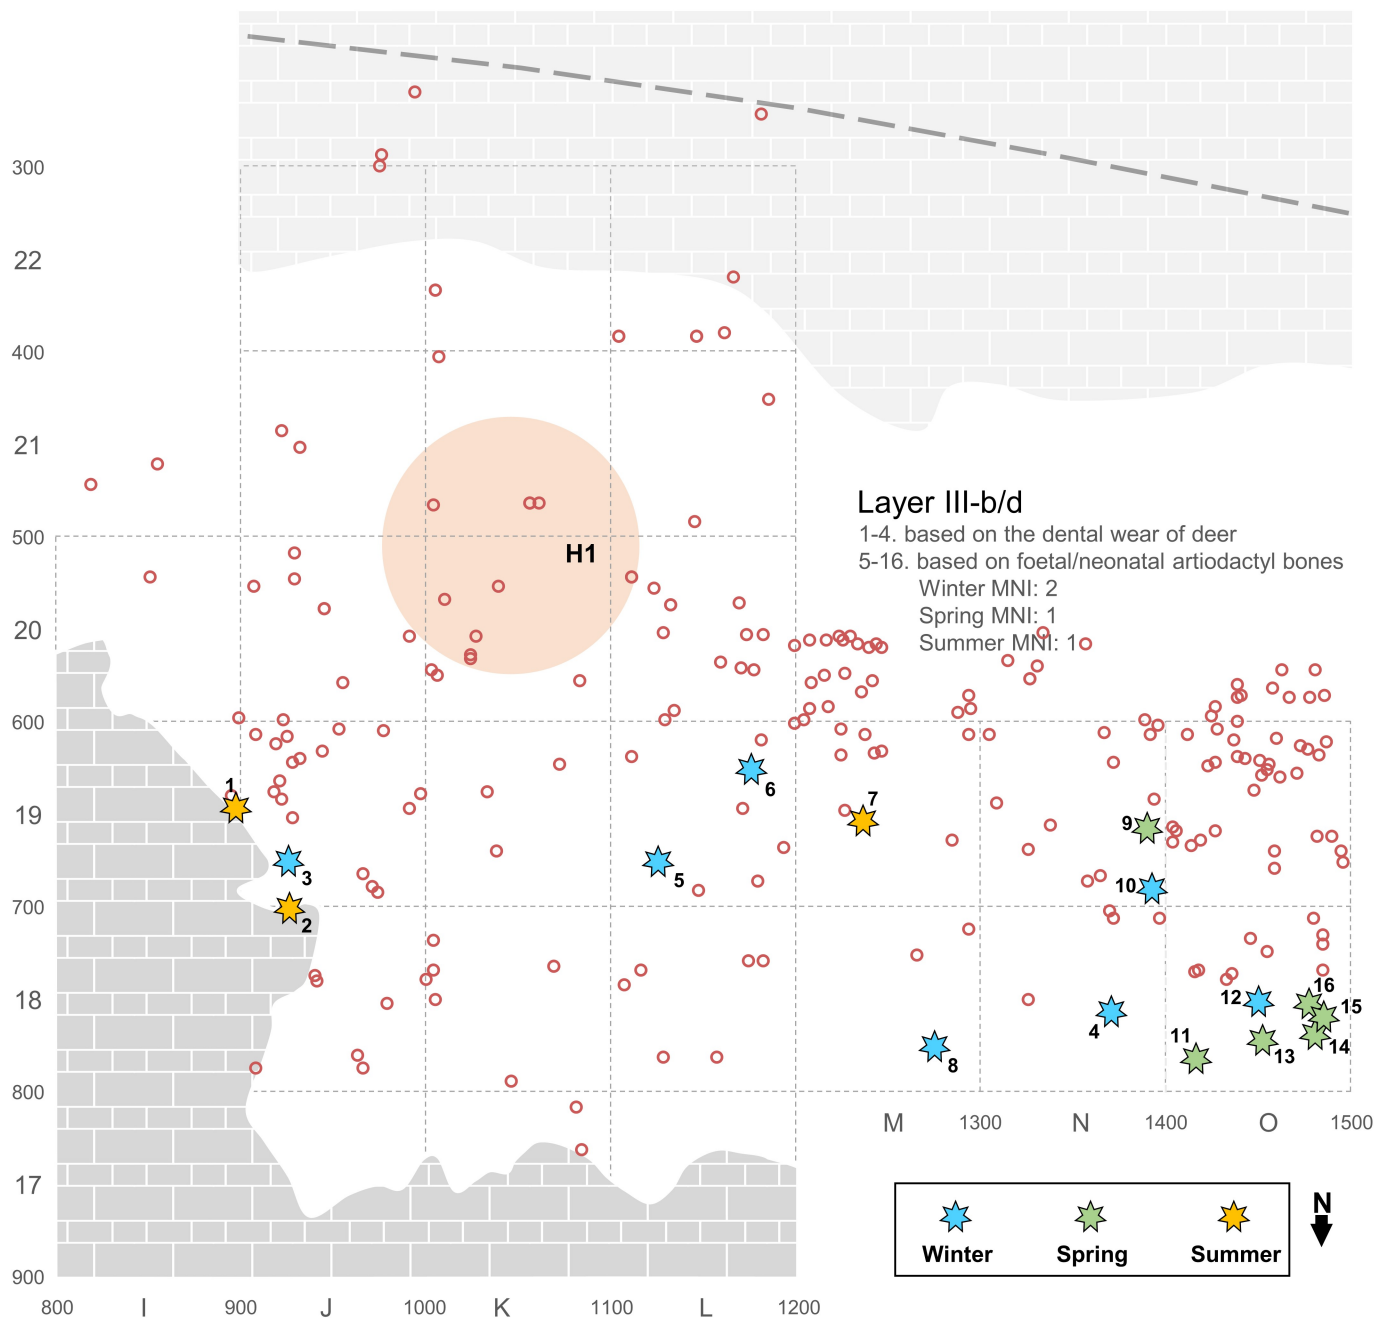 300
22
400
21
500
20
600
19
700
18
800
17
900
H1
Layer III-b/d
1-4. based on the dental wear of deer
5-16. based on foetal/neonatal artiodactyl bones
Winter MNI: 2
Spring MNI: 1
Summer MNI: 1
1
3
2
5
6
7
9
10
4
8
11
12
13
16
15
14
M
1300
N
1400
O
1500
Winter
Spring
Summer
N
800
I
900
J
1000
K
1100
L
1200